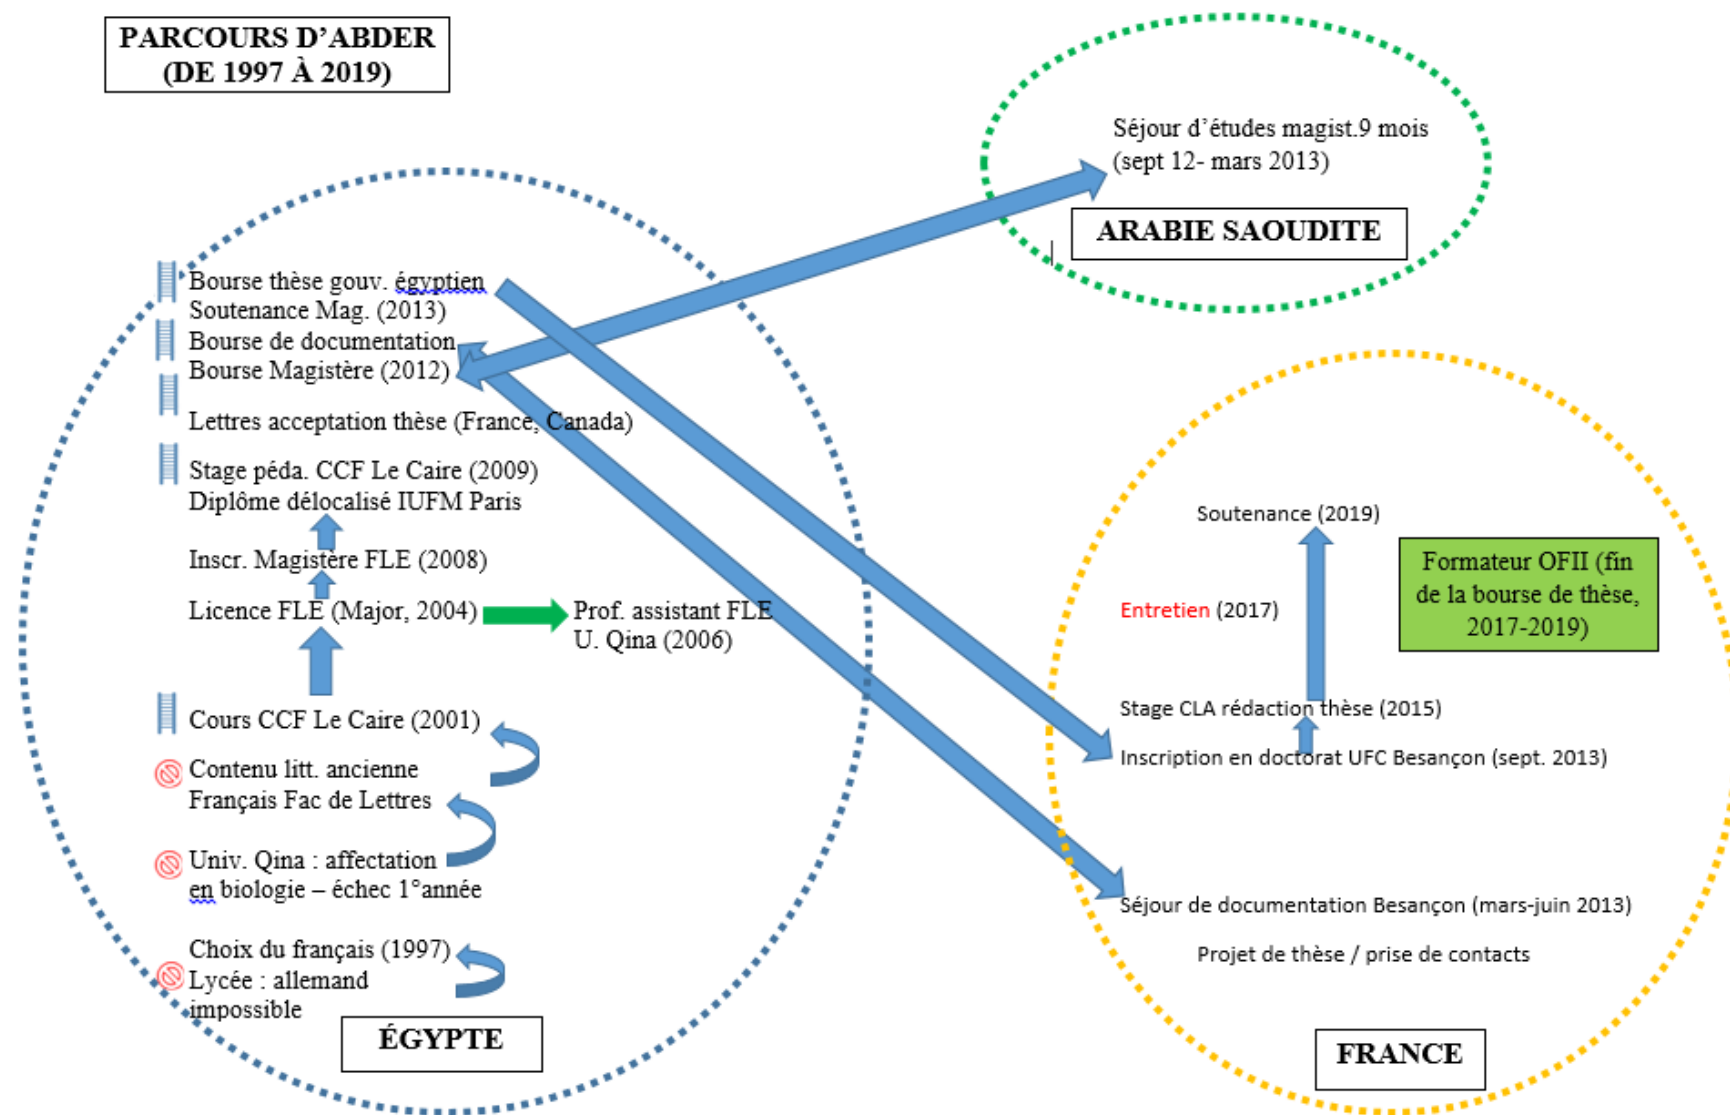 PARCOURS D'ABDER
(DE 1997 À 2019)
Séjour d'études magist.9 mois
(sept 12- mars 2013)
ARABIE SAOUDITE
Bourse thèse gouv. égyptien
Soutenance Mag. (2013)
Bourse de documentation
Bourse Magistère (2012)
Lettres acceptation thèse (France, Canada)
Stage péda. CCF Le Caire (2009)
Diplôme délocalisé IUFM Paris
Inscr. Magistère FLE (2008)
Licence FLE (Major, 2004)
Prof. assistant FLE
U. Qina (2006)
Cours CCF Le Caire (2001)
Contenu litt. ancienne
Français Fac de Lettres
Univ. Qina : affectation
en biologie – échec 1°année
Choix du français (1997)
Lycée : allemand
impossible
ÉGYPTE
Soutenance (2019)
Formateur OFII (fin
de la bourse de thèse,
2017-2019)
Entretien (2017)
Stage CLA rédaction thèse (2015)
Inscription en doctorat UFC Besançon (sept. 2013)
Séjour de documentation Besançon (mars-juin 2013)
Projet de thèse / prise de contacts
FRANCE